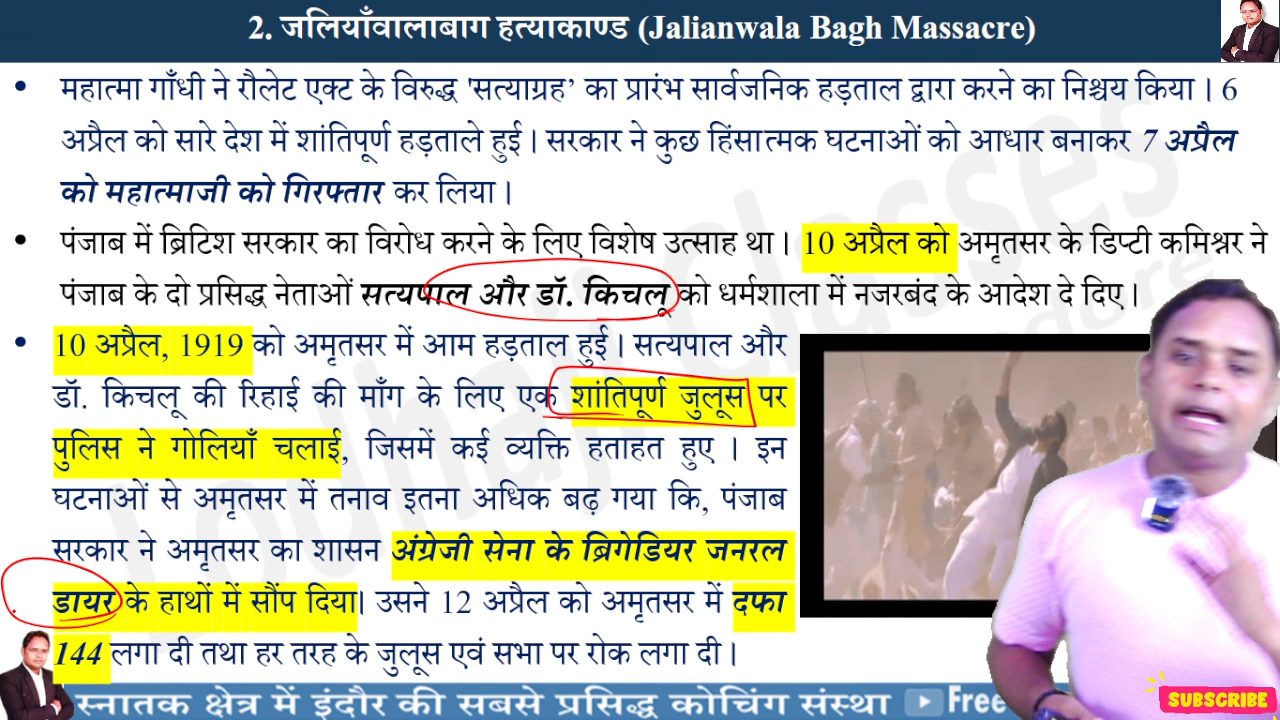 2. जलियाँवालाबाग हत्याकाण्ड (Jalianwala Bagh Massacre)
• महात्मा गाँधी ने रौलेट एक्ट के विरुद्ध 'सत्याग्रह’ का प्रारंभ सार्वजनिक हड़ताल द्वारा करने का निश्चय किया । 6
अप्रैल को सारे देश में शांतिपूर्ण हड़ताले हुई । सरकार ने कुछ हिंसात्मक घटनाओं को आधार बनाकर 7 अप्रैल
को महात्माजी को गिरफ्तार कर लिया ।
• पंजाब में ब्रिटिश सरकार का विरोध करने के लिए विशेष उत्साह था । 10 अप्रैल को अमृतसर के डिप्टी कमिश्नर ने
पंजाब के दो प्रसिद्ध नेताओं सत्यपाल और डॉ. किचलू को धर्मशाला में नजरबंद के आदेश दे दिए ।
• 10 अप्रैल, 1919 को अमृतसर में आम हड़ताल हुई । सत्यपाल और
डॉ. किचलू की रिहाई की माँग के लिए एक शांतिपूर्ण जुलूस पर
पुलिस ने गोलियाँ चलाई, जिसमें कई व्यक्ति हताहत हुए । इन
घटनाओं से अमृतसर में तनाव इतना अधिक बढ़ गया कि, पंजाब
सरकार ने अमृतसर का शासन अंग्रेजी सेना के ब्रिगेडियर जनरल
डायर के हाथों में सौंप दिया। उसने 12 अप्रैल को अमृतसर में दफा
144 लगा दी तथा हर तरह के जुलूस एवं सभा पर रोक लगा दी ।
स्नातक क्षेत्र में इंदौर की सबसे प्रसिद्ध कोचिंग संस्था Free
SUBSCRIBE